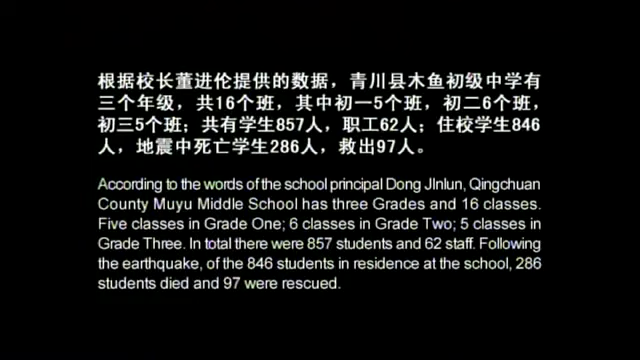 根据校长董进伦提供的数据，青川县木鱼初级中学有
三个年级，共16个班，其中初一5个班，初二6个班，
初三5个班；共有学生857人，职工62人；住校学生846
人，地震中死亡学生286人，救出97人。
According to the words of the school principal Dong JInlun, Qingchuan
County Muyu Middle School has three Grades and 16 classes.
Five classes in Grade One; 6 classes in Grade Two; 5 classes in
Grade Three. In total there were 857 students and 62 staff. Following
the earthquake, of the 846 students in residence at the school, 286
students died and 97 were rescued.